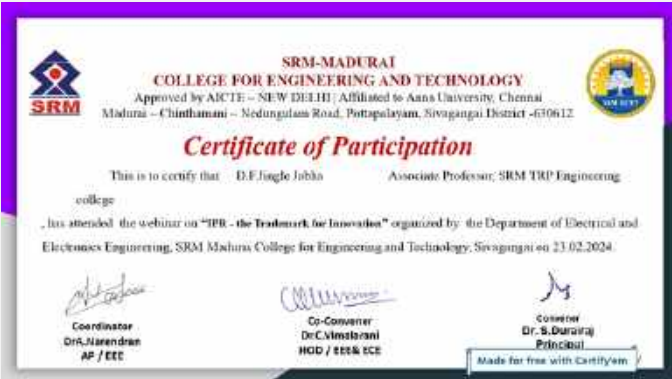 SRM-MADURAI
COLLEGE FOR ENGINEERING AND TECHNOLOGY
Approved by AICTE – NEW DELHI | Affiliated to Anna University, Chennai
Madurai – Chinthamani – Nedungulam Road, Pottapalayam, Sivagangai District -630612
SRM
Certificate of Participation
This is to certify that D.F.Jingle Jabha Associate Professor, SRM TRP Engineering
college
, has attended the webinar on "IPR - the Trademark for Innovation" organized by the Department of Electrical and
Electronics Engineering, SRM Madurai College for Engineering and Technology, Sivagangai on 23.02.2024.
Coordinator
Dr.A.Narendran
AP / EEE
Co-Convener
Dr.C.Vimalarani
HOD / EEE& ECE
Convener
Dr. S.Durairaj
Principal
Made for free with Certify'em